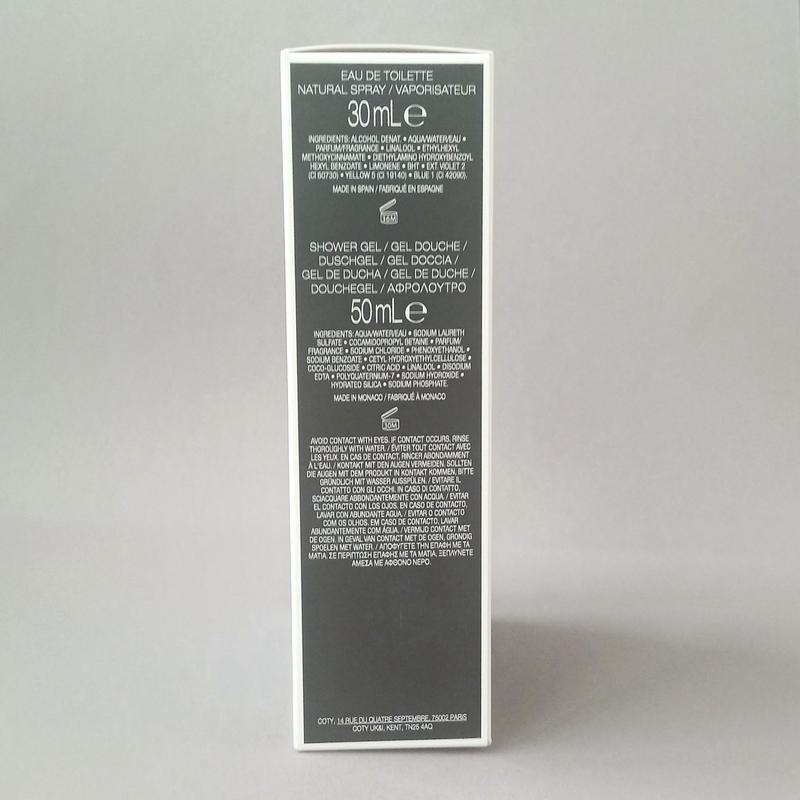 EAU DE TOILETTE
NATURAL SPRAY / VAPORISATEUR
30 mL ℮
INGREDIENTS: ALCOHOL DENAT. • AQUA/WATER/EAU •
PARFUM/FRAGRANCE • LINALOOL • ETHYLHEXYL
METHOXYCINNAMATE • DIETHYLAMINO HYDROXYBENZOYL
HEXYL BENZOATE • LIMONENE • BHT • EXT. VIOLET 2
(CI 60730) • YELLOW 5 (CI 19140) • BLUE 1 (CI 42090).
MADE IN SPAIN / FABRIQUÉ EN ESPAGNE
SHOWER GEL / GEL DOUCHE /
DUSCHGEL / GEL DOCCIA /
GEL DE DUCHA / GEL DE DUCHE /
DOUCHEGEL / ΑΦΡΟΛΟΥΤΡΟ
50 mL ℮
INGREDIENTS: AQUA/WATER/EAU • SODIUM LAURETH
SULFATE • COCAMIDOPROPYL BETAINE • PARFUM/
FRAGRANCE • SODIUM CHLORIDE • PHENOXYETHANOL •
SODIUM BENZOATE • CETYL HYDROXYETHYLCELLULOSE •
COCO-GLUCOSIDE • CITRIC ACID • LINALOOL • DISODIUM
EDTA • POLYQUATERNIUM-7 • SODIUM HYDROXIDE •
HYDRATED SILICA • SODIUM PHOSPHATE.
MADE IN MONACO / FABRIQUÉ À MONACO
AVOID CONTACT WITH EYES. IF CONTACT OCCURS, RINSE
THOROUGHLY WITH WATER. / ÉVITER TOUT CONTACT AVEC
LES YEUX. EN CAS DE CONTACT, RINCER ABONDAMMENT
À L'EAU. / KONTAKT MIT DEN AUGEN VERMEIDEN. SOLLTEN
DIE AUGEN MIT DEM PRODUKT IN KONTAKT KOMMEN, BITTE
GRÜNDLICH MIT WASSER AUSSPÜLEN. / EVITARE IL
CONTATTO CON GLI OCCHI. IN CASO DI CONTATTO,
SCIACQUARE ABBONDANTEMENTE CON ACQUA. / EVITAR
EL CONTACTO CON LOS OJOS. EN CASO DE CONTACTO,
LAVAR CON ABUNDANTE AGUA. / EVITAR O CONTACTO
COM OS OLHOS. EM CASO DE CONTACTO, LAVAR
ABUNDANTEMENTE COM ÁGUA. / VERMIJD CONTACT MET
DE OGEN. IN GEVAL VAN CONTACT MET DE OGEN, GRONDIG
SPOELEN MET WATER. / ΑΠΟΦΥΓΕΤΕ ΤΗΝ ΕΠΑΦΗ ΜΕ ΤΑ
ΜΑΤΙΑ. ΣΕ ΠΕΡΙΠΤΩΣΗ ΕΠΑΦΗΣ ΜΕ ΤΑ ΜΑΤΙΑ, ΞΕΠΛΥΝΕΤΕ
ΑΜΕΣΑ ΜΕ ΑΦΘΟΝΟ ΝΕΡΟ.
COTY, 14 RUE DU QUATRE SEPTEMBRE, 75002 PARIS
COTY UK&I, KENT, TN25 4AQ